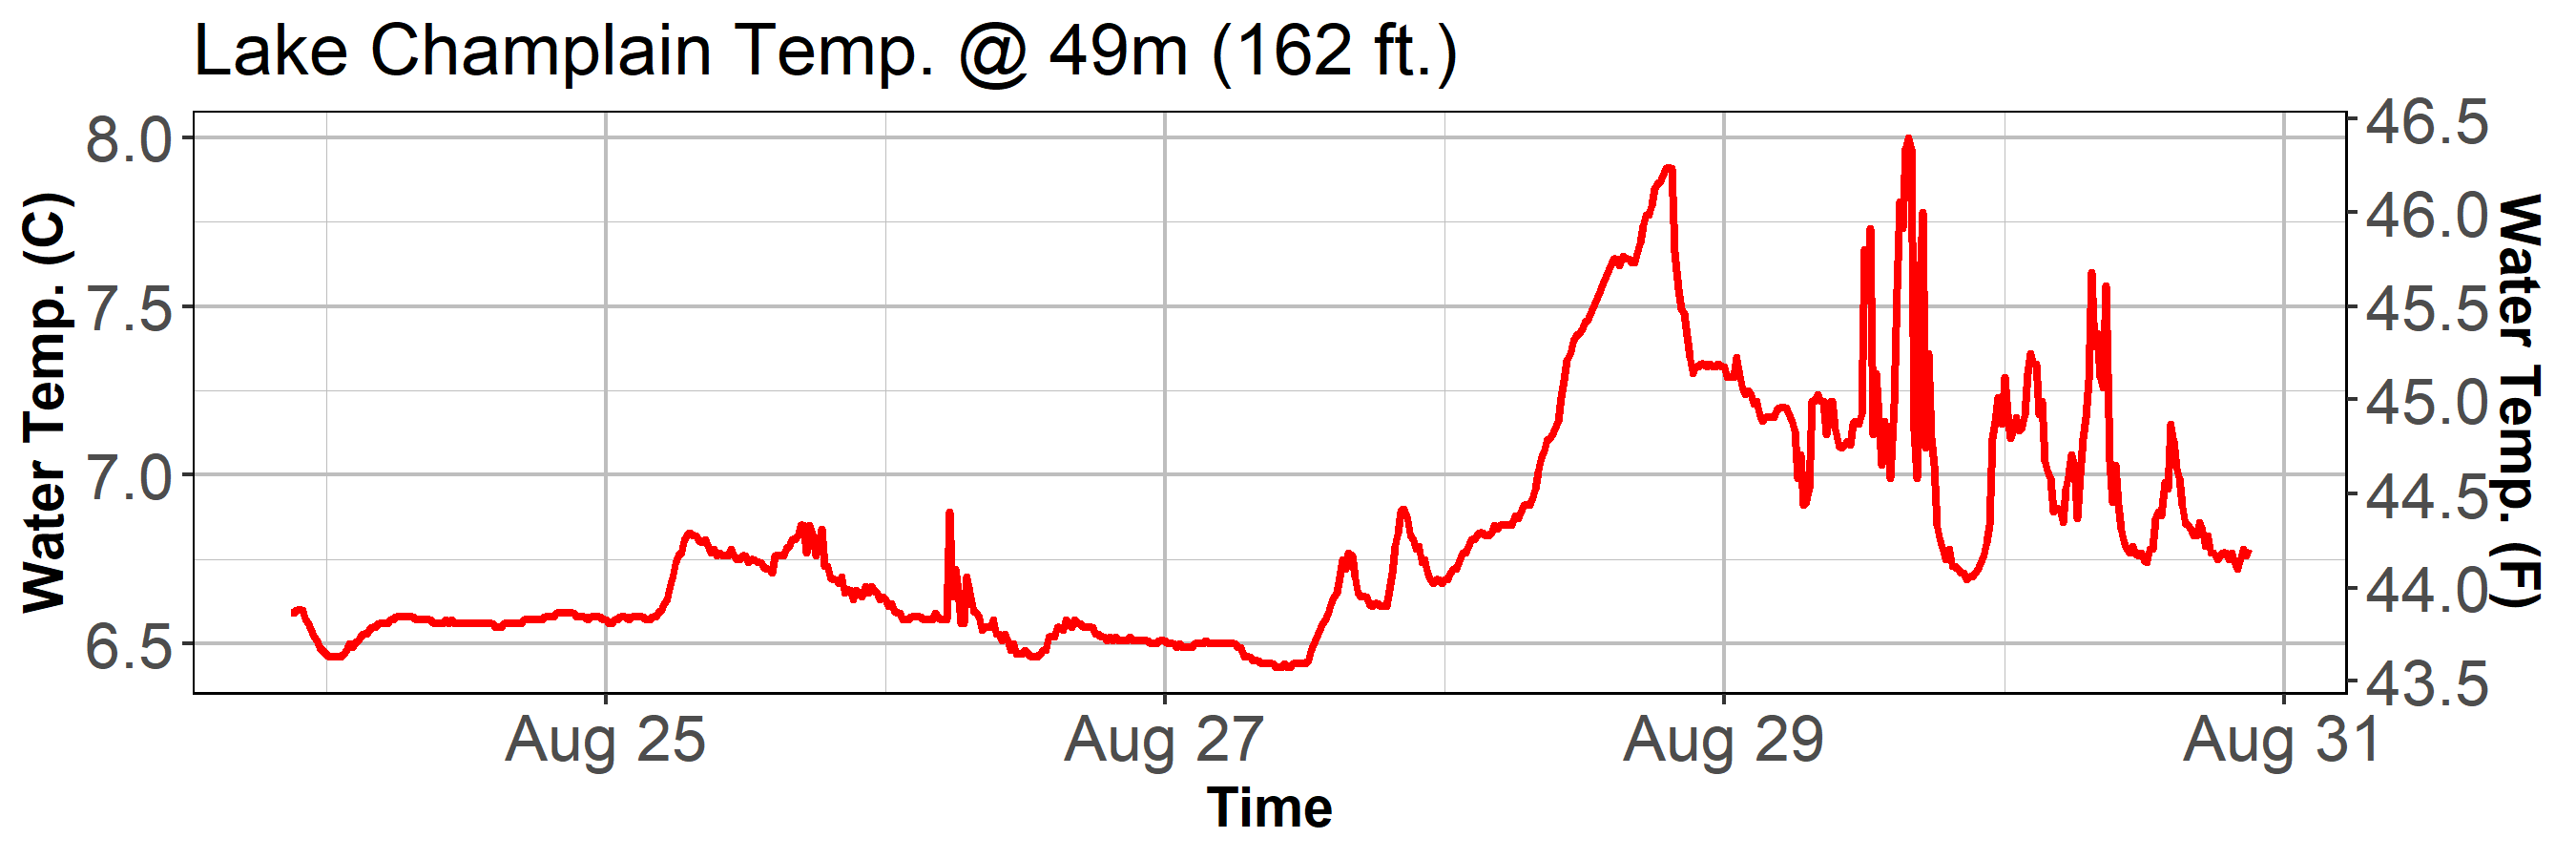 Lake Champlain Temp. @ 49m (162 ft.)
Water Temp. (C)
8.0
7.5
7.0
6.5
46.5
46.0
45.5
45.0
44.5
44.0
43.5
Water Temp. (F)
Aug 25 Aug 27 Aug 29 Aug 31
Time